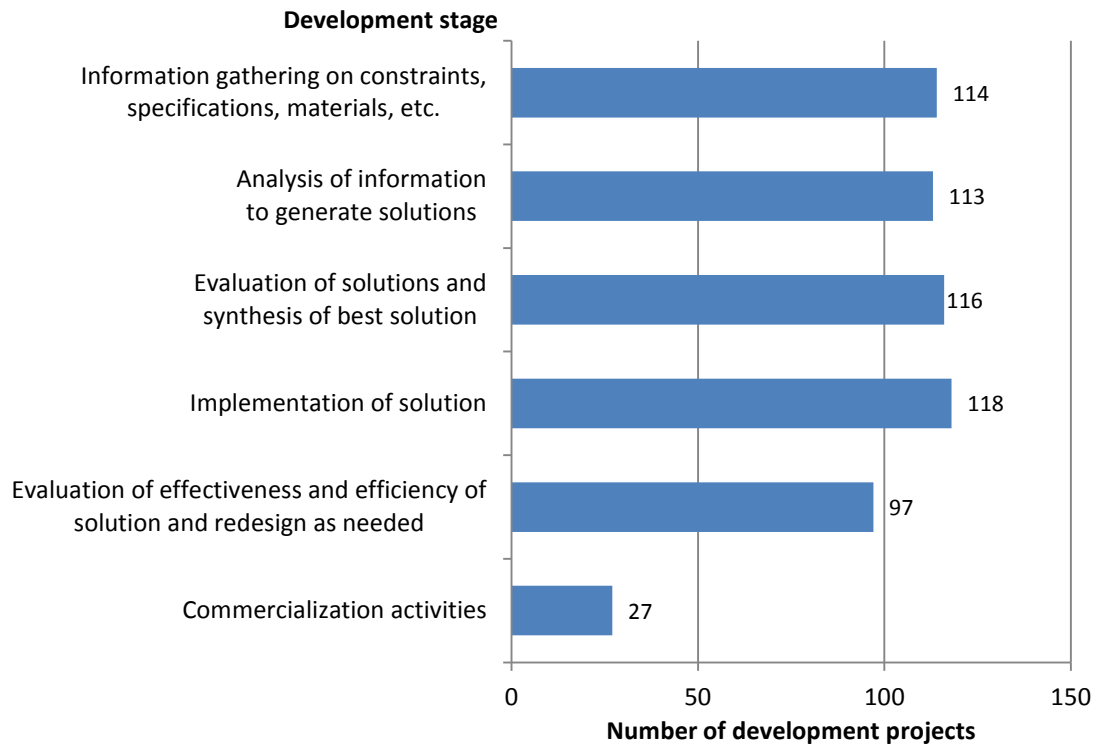 Development stage
Information gathering on constraints,
specifications, materials, etc.
114
Analysis of information
to generate solutions
113
Evaluation of solutions and
synthesis of best solution
116
Implementation of solution
118
Evaluation of effectiveness and efficiency of
solution and redesign as needed
97
Commercialization activities
27
0 50 100 150
Number of development projects